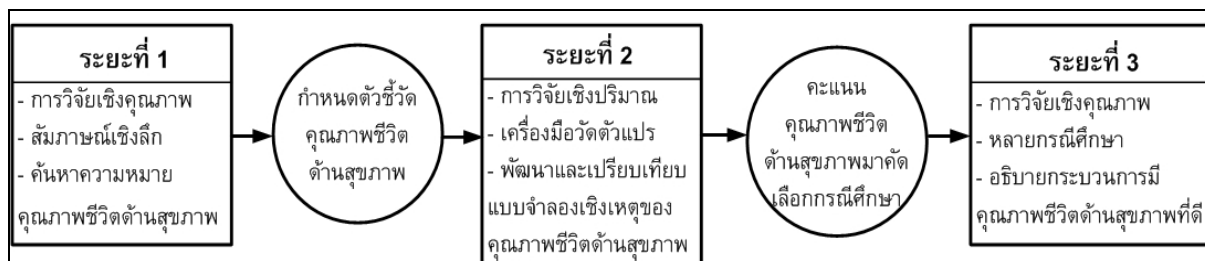 ระยะที่ 1
- การวิจัยเชิงคุณภาพ
- สัมภาษณ์เชิงลึก
- ค้นหาความหมาย
คุณภาพชีวิตด้านสุขภาพ
กำหนดตัวชี้วัด
คุณภาพชีวิต
ด้านสุขภาพ
ระยะที่ 2
- การวิจัยเชิงปริมาณ
- เครื่องมือวัดตัวแปร
- พัฒนาและเปรียบเทียบ
แบบจำลองเชิงเหตุของ
คุณภาพชีวิตด้านสุขภาพ
คะแนน
คุณภาพชีวิต
ด้านสุขภาพมาคัด
เลือกกรณีศึกษา
ระยะที่ 3
- การวิจัยเชิงคุณภาพ
- หลายกรณีศึกษา
- อธิบายกระบวนการมี
คุณภาพชีวิตด้านสุขภาพที่ดี